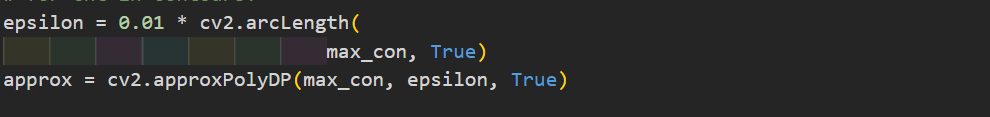 epsilon = 0.01 * cv2.arcLength(
max_con, True)
approx = cv2.approxPolyDP(max_con, epsilon, True)